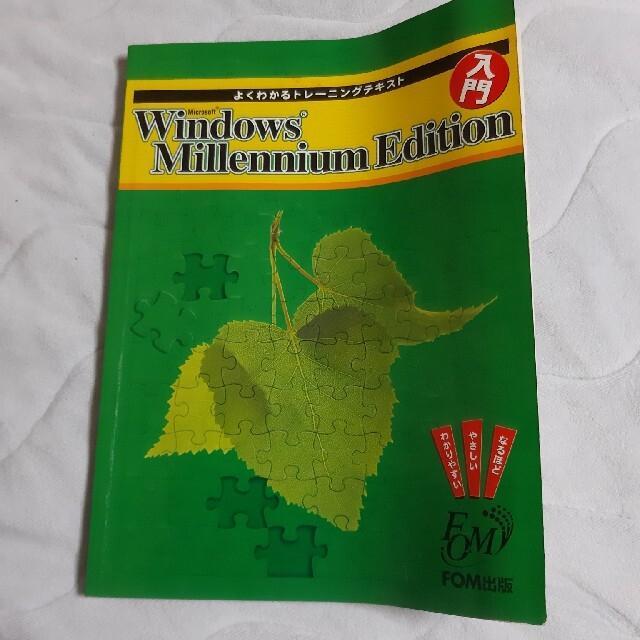 よくわかるトレーニングテキスト
入門
Microsoft®
Windows®
Millennium Edition
なるほど
やさしい
わかりやすい
FOM
FOM出版